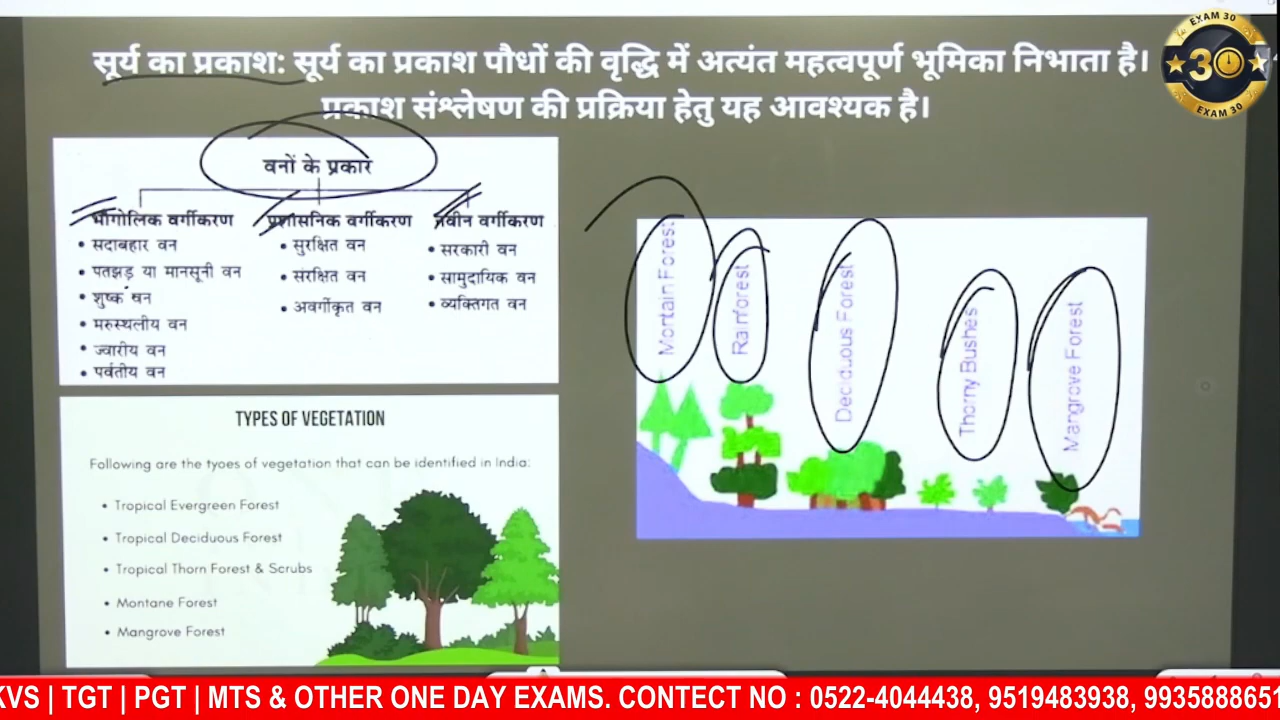 सूर्य का प्रकाश: सूर्य का प्रकाश पौधों की वृद्धि में अत्यंत महत्वपूर्ण भूमिका निभाता है।
प्रकाश संश्लेषण की प्रक्रिया हेतु यह आवश्यक है।
EXAM 30
30
EXAM 30
वनों के प्रकार
भौगोलिक वर्गीकरण
• सदाबहार वन
• पतझड़ या मानसूनी वन
• शुष्क वन
• मरुस्थलीय वन
• ज्वारीय वन
• पर्वतीय वन
प्रशासनिक वर्गीकरण
• सुरक्षित वन
• संरक्षित वन
• अवर्गीकृत वन
नवीन वर्गीकरण
• सरकारी वन
• सामुदायिक वन
• व्यक्तिगत वन
Mortain Forest
Rainforest
Deciduous Forest
Thorny Bushes
Mangrove Forest
TYPES OF VEGETATION
Following are the tyoes of vegetation that can be identified in India:
• Tropical Evergreen Forest
• Tropical Deciduous Forest
• Tropical Thorn Forest & Scrubs
• Montane Forest
• Mangrove Forest
KVS | TGT | PGT | MTS & OTHER ONE DAY EXAMS. CONTECT NO : 0522-4044438, 9519483938, 9935888651